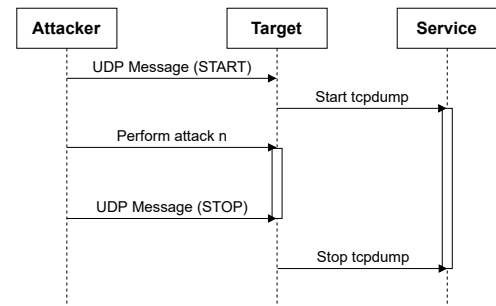 Attacker
Target
Service
UDP Message (START)
Start tcpdump
Perform attack n
UDP Message (STOP)
Stop tcpdump